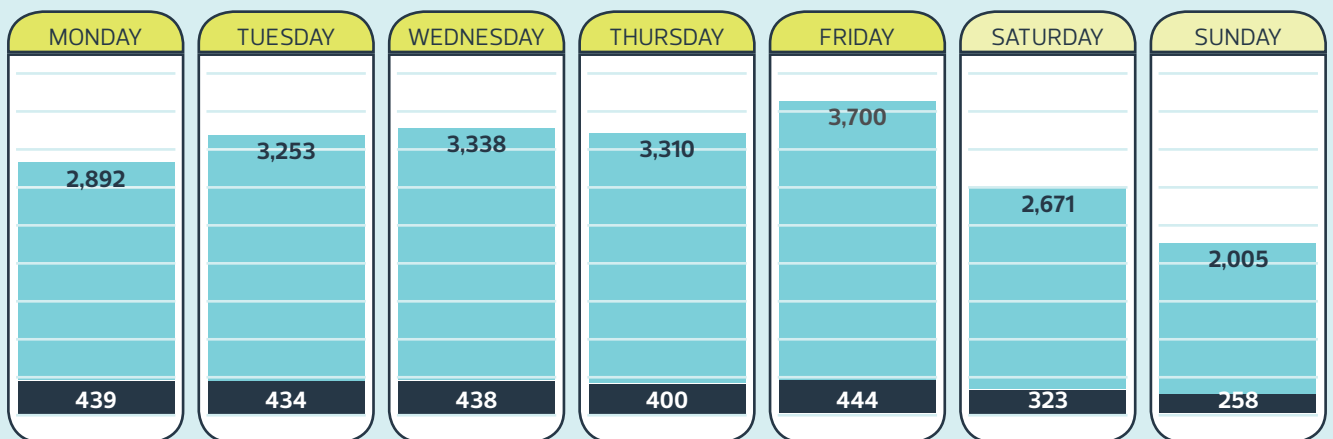 MONDAY TUESDAY WEDNESDAY THURSDAY FRIDAY SATURDAY SUNDAY
2,892 3,253 3,338 3,310 3,700 2,671 2,005
439 434 438 400 444 323 258